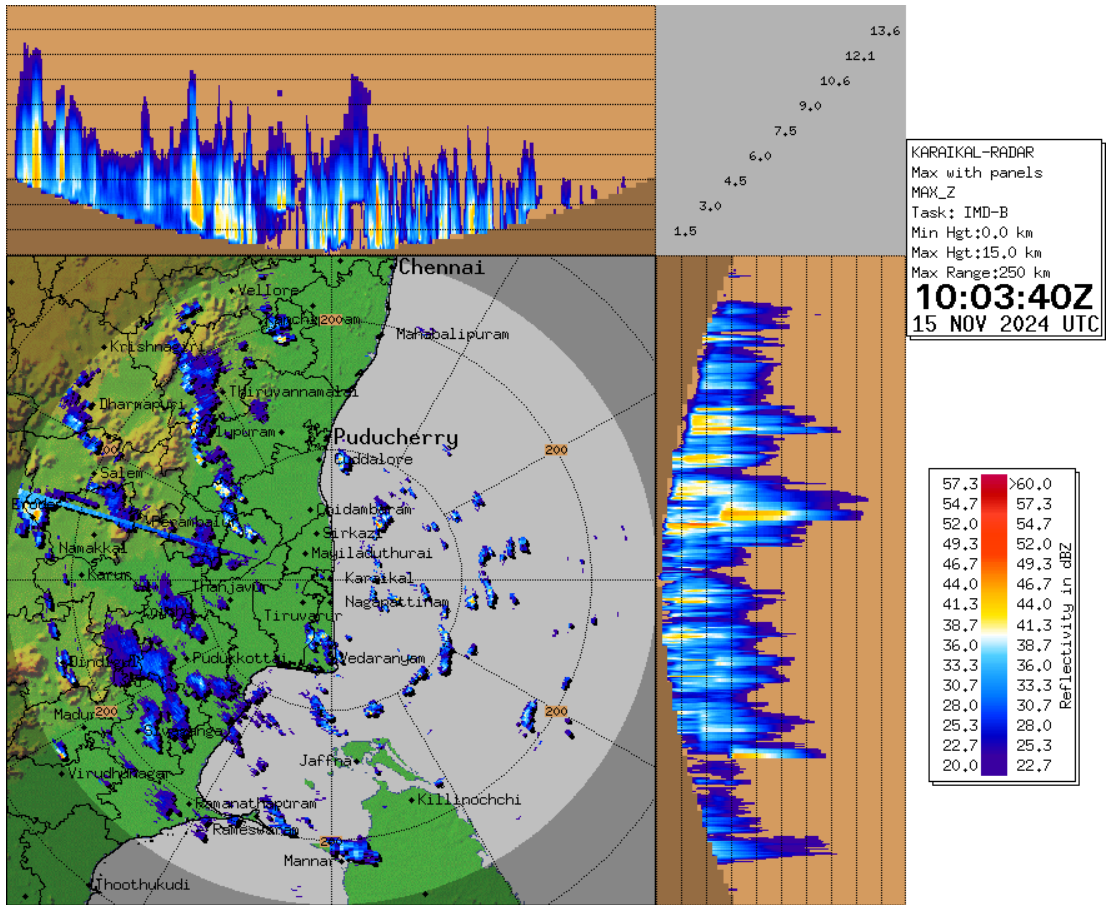 13.6
12.1
10.6
9.0
7.5
6.0
4.5
3.0
1.5
KARAIKAL-RADAR
Max with panels
MAX_Z
Task: IMD-B
Min Hgt:0.0 km
Max Hgt:15.0 km
Max Range:250 km
10:03:40Z
15 NOV 2024 UTC
Chennai
Vellore
200
Mahabalipuram
Krishnagiri
Thiruvannamalai
Dharmapuri
Puducherry
200
Cuddalore
Salem
Chidambaram
Sirkazi
Mayiladuthurai
Namakkal
Karur
Karaikal
Thanjavur
Nagapattinam
Tiruvarur
Pudukkottai
Vedaranyam
200
200
Jaffna
Virudhunagar
Killinochchi
Ramanathapuram
Rameswaram
Mannar
Thoothukudi
57.3 >60.0
54.7 57.3
52.0 54.7
49.3 52.0
46.7 49.3
44.0 46.7
41.3 44.0
38.7 41.3
36.0 38.7
33.3 36.0
30.7 33.3
28.0 30.7
25.3 28.0
22.7 25.3
20.0 22.7
Reflectivity in dBZ